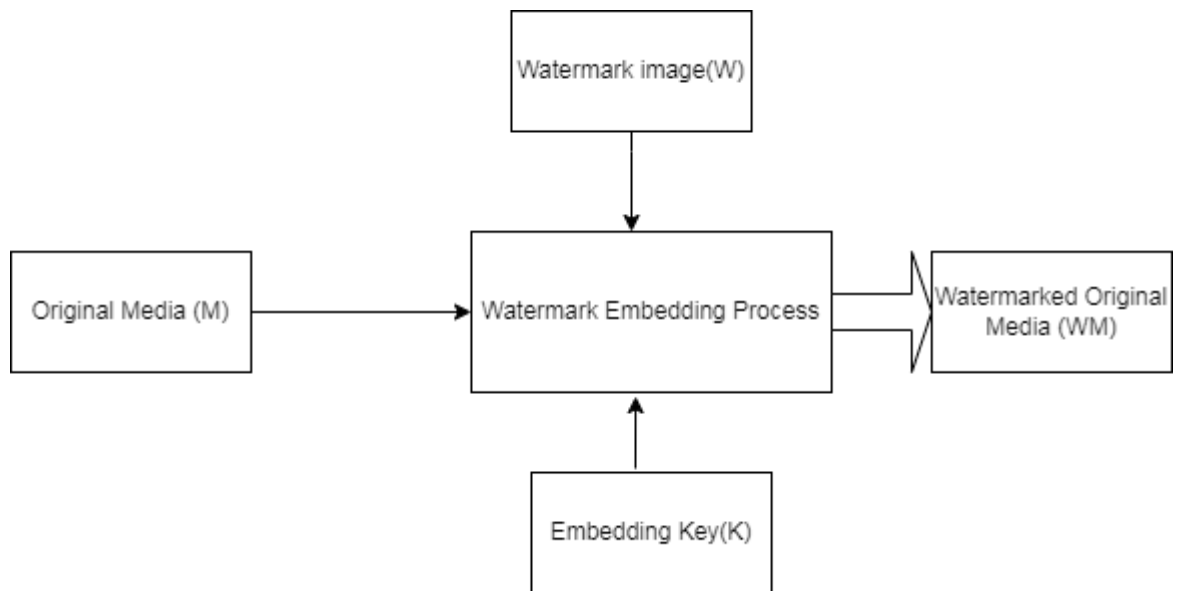 Watermark image(W)
Original Media (M)
Watermark Embedding Process
Watermarked Original
Media (WM)
Embedding Key(K)